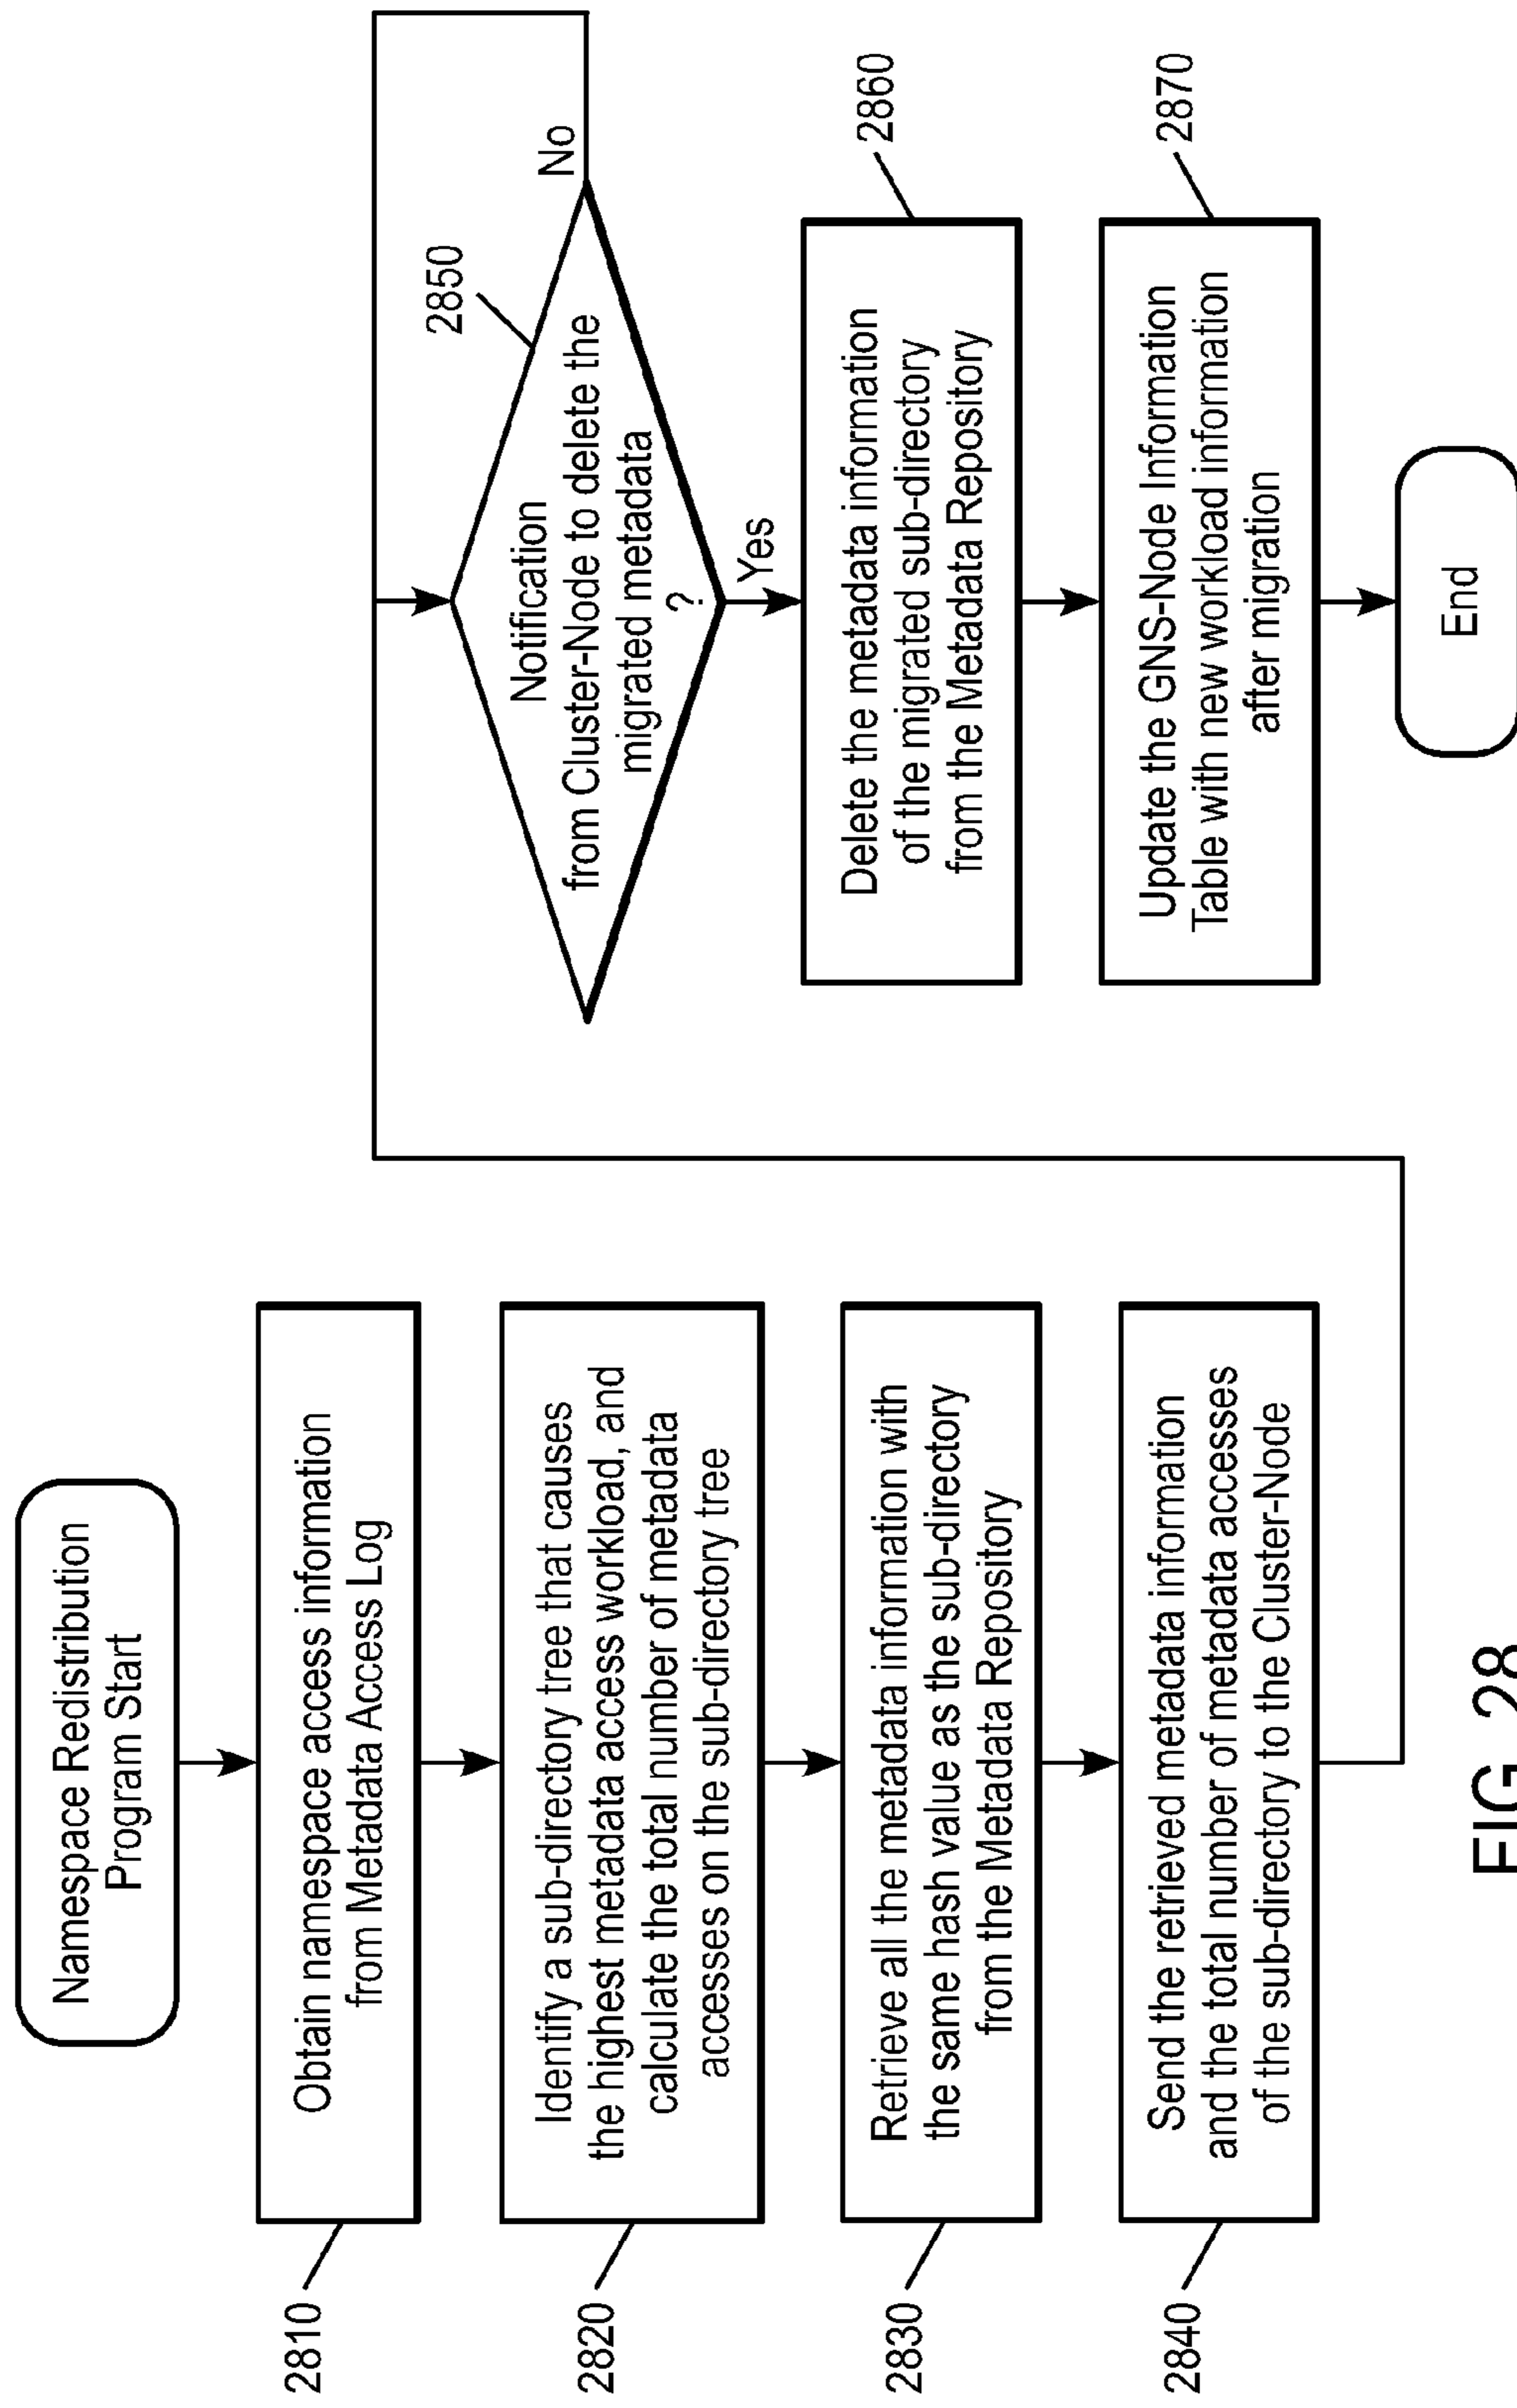 Namespace Redistribution
Program Start
2810
Obtain namespace access information
from Metadata Access Log
2820
Identify a sub-directory tree that causes
the highest metadata access workload, and
calculate the total number of metadata
accesses on the sub-directory tree
2830
Retrieve all the metadata information with
the same hash value as the sub-directory
from the Metadata Repository
2840
Send the retrieved metadata information
and the total number of metadata accesses
of the sub-directory to the Cluster-Node
2850
Notification
from Cluster-Node to delete the
migrated metadata
?
No
Yes
2860
Delete the metadata information
of the migrated sub-directory
from the Metadata Repository
2870
Update the GNS-Node Information
Table with new workload information
after migration
End
FIG. 28